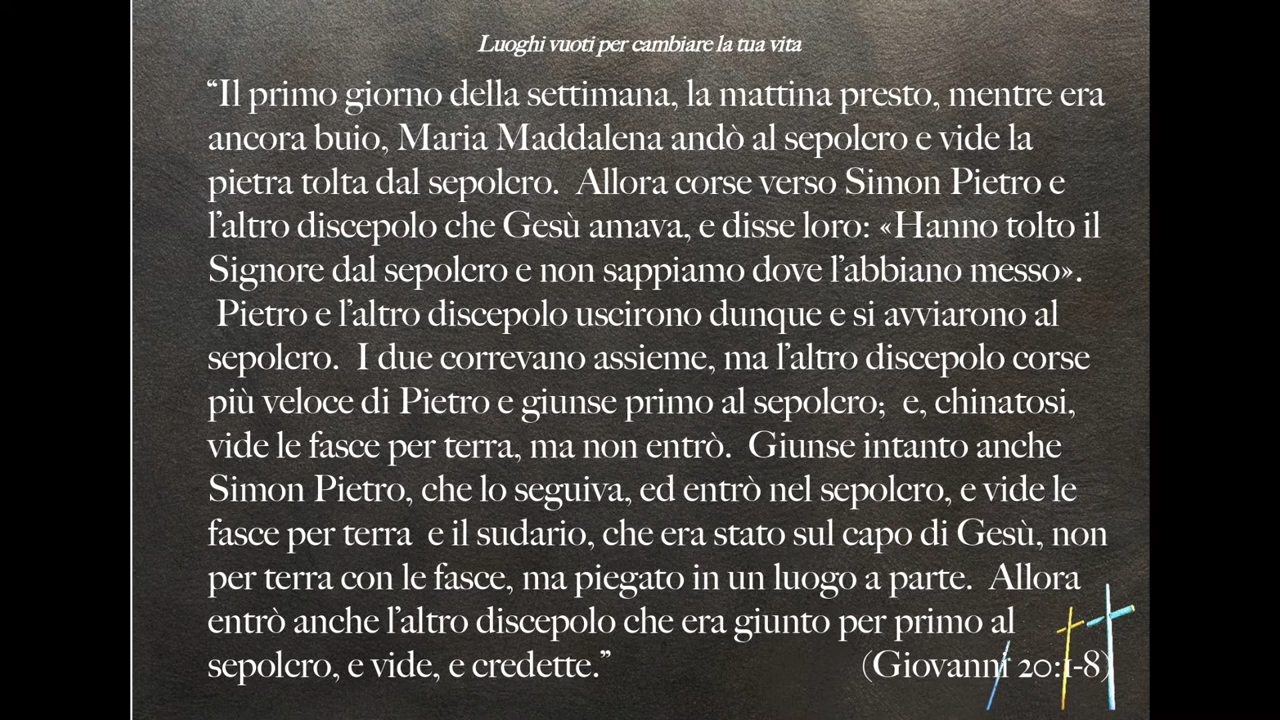 Luoghi vuoti per cambiare la tua vita
“Il primo giorno della settimana, la mattina presto, mentre era
ancora buio, Maria Maddalena andò al sepolcro e vide la
pietra tolta dal sepolcro.  Allora corse verso Simon Pietro e
l’altro discepolo che Gesù amava, e disse loro: «Hanno tolto il
Signore dal sepolcro e non sappiamo dove l’abbiano messo».
Pietro e l’altro discepolo uscirono dunque e si avviarono al
sepolcro.  I due correvano assieme, ma l’altro discepolo corse
più veloce di Pietro e giunse primo al sepolcro;  e, chinatosi,
vide le fasce per terra, ma non entrò.  Giunse intanto anche
Simon Pietro, che lo seguiva, ed entrò nel sepolcro, e vide le
fasce per terra  e il sudario, che era stato sul capo di Gesù, non
per terra con le fasce, ma piegato in un luogo a parte.  Allora
entrò anche l’altro discepolo che era giunto per primo al
sepolcro, e vide, e credette.” (Giovanni 20:1-8)